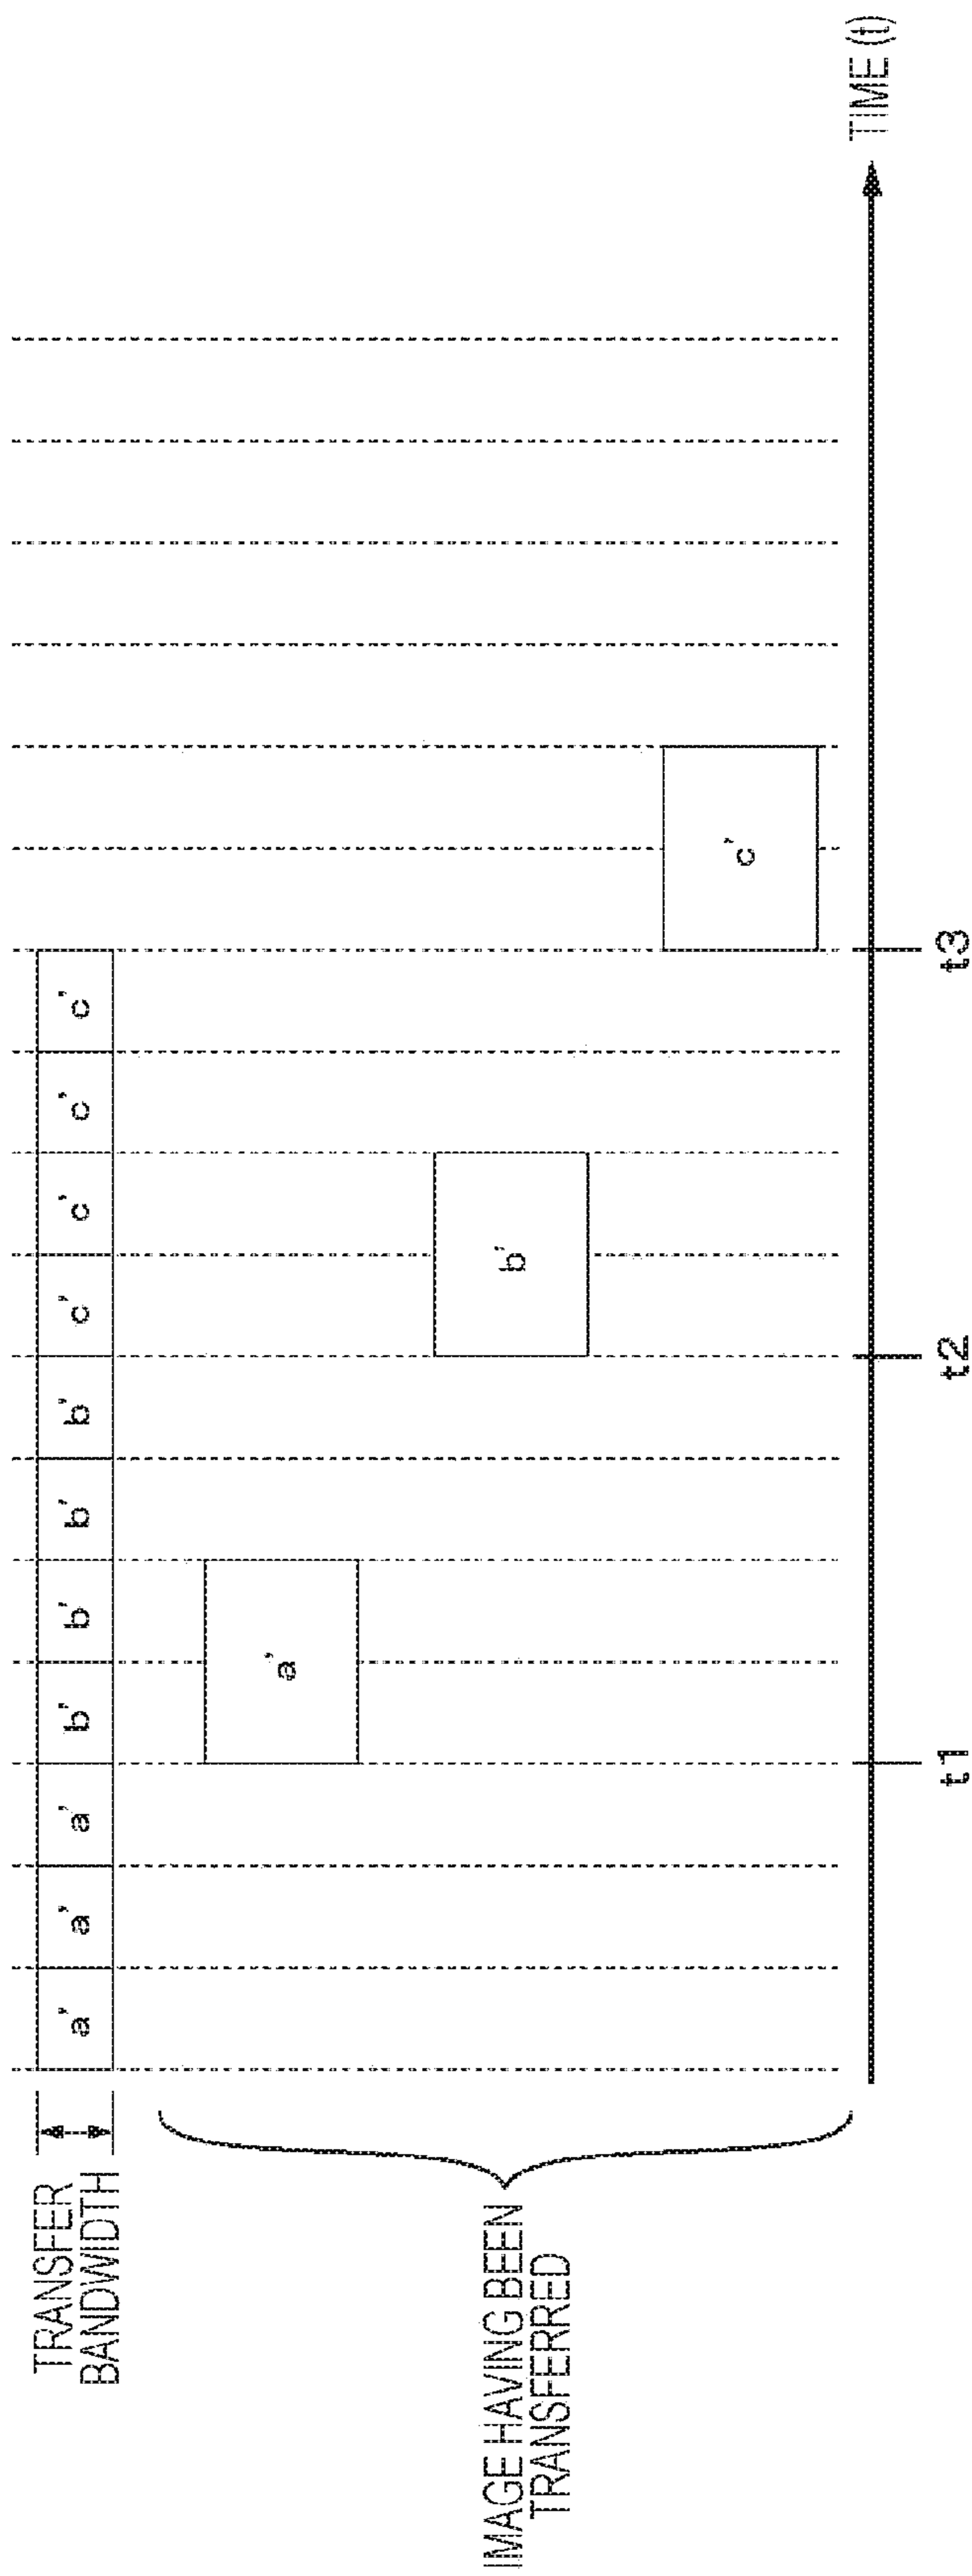 TRANSFER
BANDWIDTH
a' a' a' b' b' b' b' c' c' c' c'
IMAGE HAVING BEEN
TRANSFERRED
a'
b'
c'
t1 t2 t3
TIME (t)